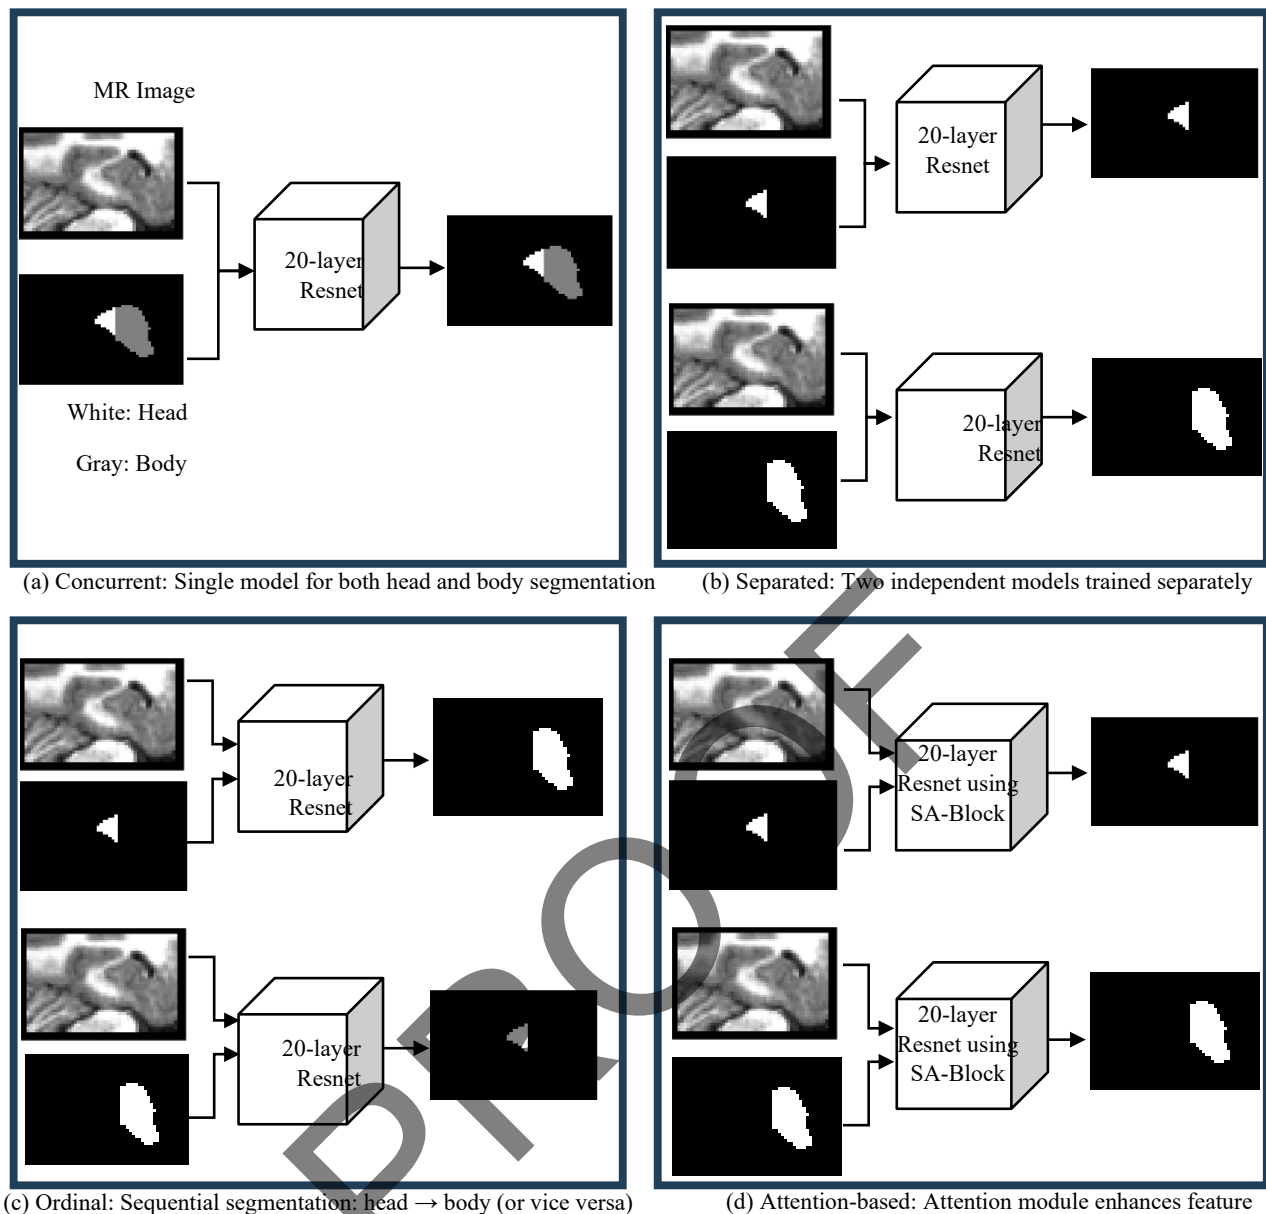 MR Image
20-layer
Resnet
White: Head
Gray: Body
20-layer
Resnet
20-layer
Resnet
(a) Concurrent: Single model for both head and body segmentation
(b) Separated: Two independent models trained separately
20-layer
Resnet
20-layer
Resnet
20-layer
Resnet using
SA-Block
20-layer
Resnet using
SA-Block
(c) Ordinal: Sequential segmentation: head → body (or vice versa)
(d) Attention-based: Attention module enhances feature
PROOF